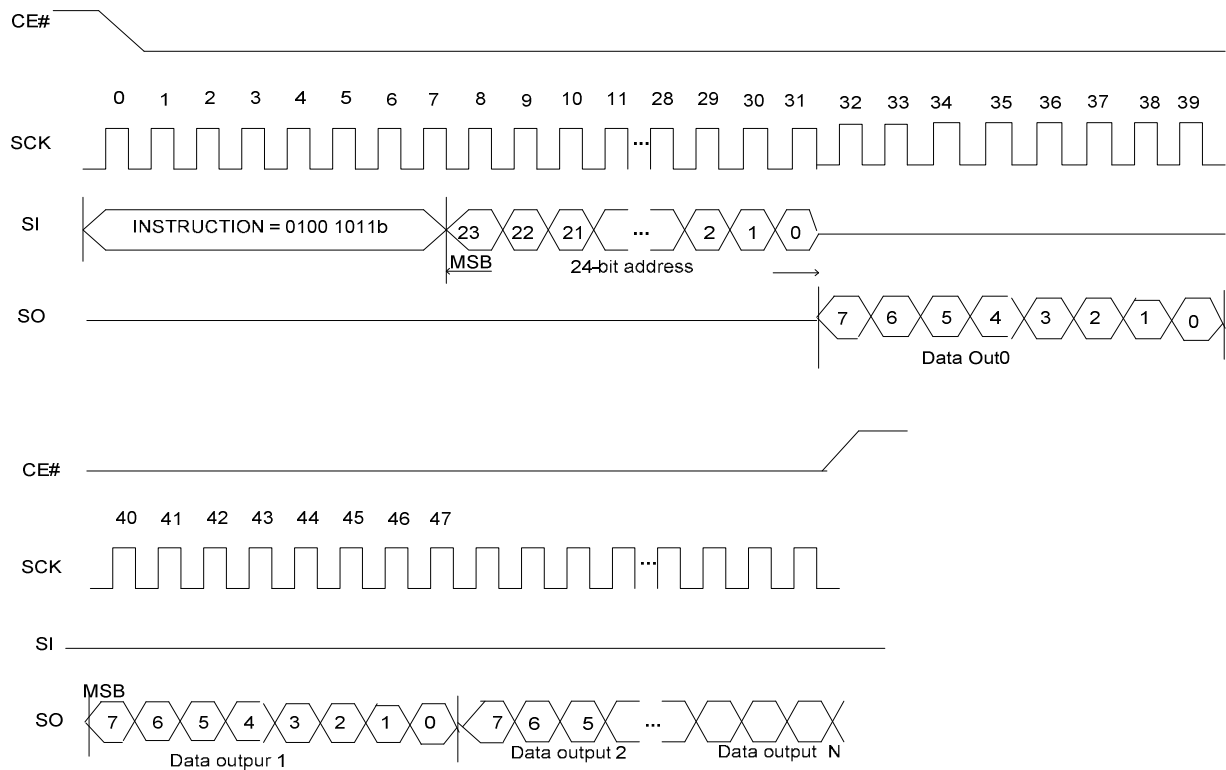 CE#
0 1 2 3 4 5 6 7 8 9 10 11 28 29 30 31 32 33 34 35 36 37 38 39
SCK
...
SI
INSTRUCTION = 0100 1011b
23 22 21 ... 2 1 0
MSB
24-bit address
SO
7 6 5 4 3 2 1 0
Data Out0
CE#
40 41 42 43 44 45 46 47
SCK
...
SI
MSB
SO
7 6 5 4 3 2 1 0 7 6 5 ...
Data outpur 1
Data output 2
Data output N